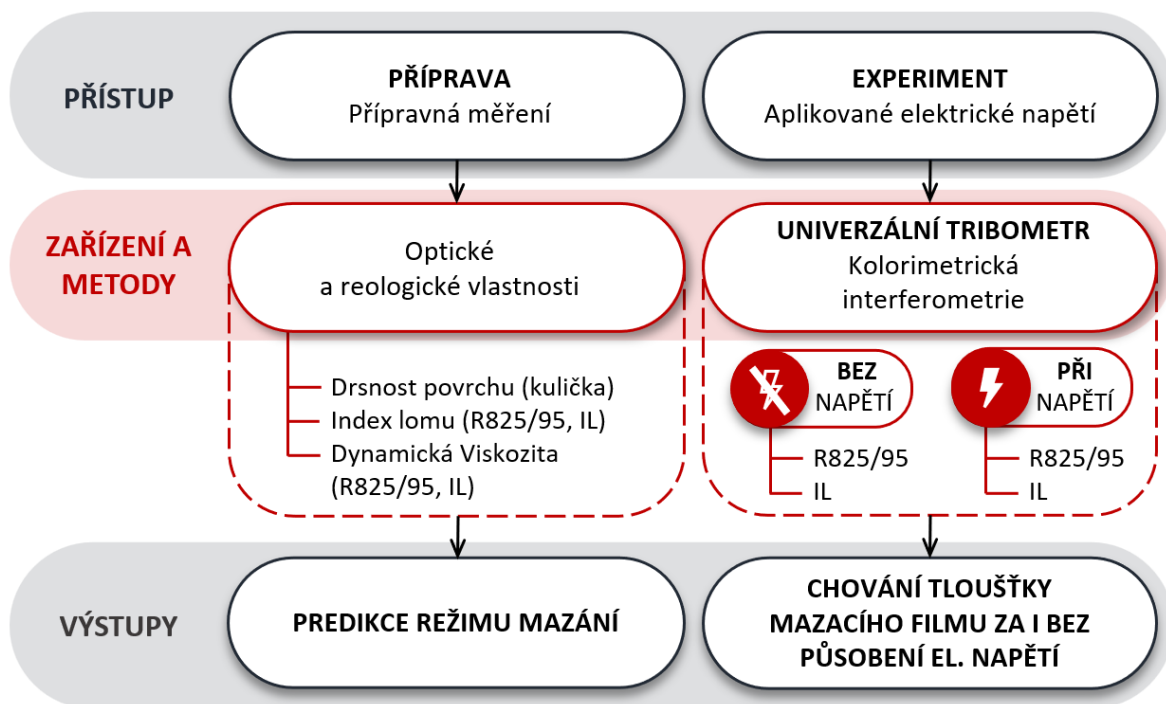 PŘÍSTUP
PŘÍPRAVA
Přípravná měření
EXPERIMENT
Aplikované elektrické napětí
ZAŘÍZENÍ A
METODY
Optické
a reologické vlastnosti
Drsnost povrchu (kulička)
Index lomu (R825/95, IL)
Dynamická Viskozita
(R825/95, IL)
UNIVERZÁLNÍ TRIBOMETR
Kolorimetrická
interferometrie
BEZ
NAPĚTÍ
R825/95
IL
PŘI
NAPĚTÍ
R825/95
IL
VÝSTUPY
PREDIKCE REŽIMU MAZÁNÍ
CHOVÁNÍ TLOUŠŤKY
MAZACÍHO FILMU ZA I BEZ
PŮSOBENÍ EL. NAPĚTÍ